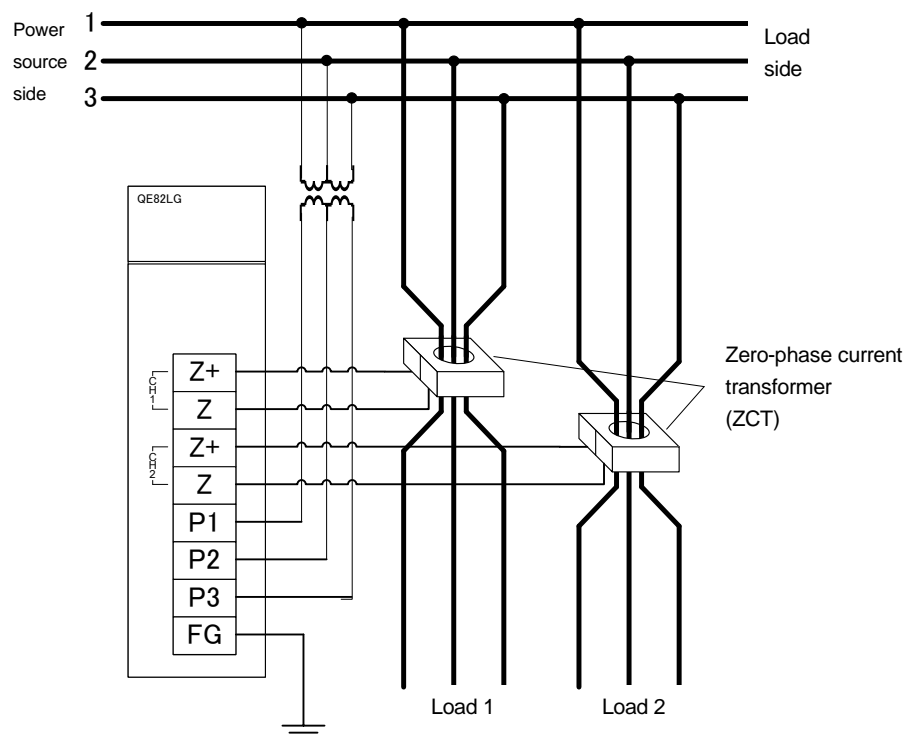 Power
source
side
1
2
3
Load
side
QE82LG
CH1
Z+
Z
CH2
Z+
Z
P1
P2
P3
FG
Zero-phase current
transformer
(ZCT)
Load 1
Load 2